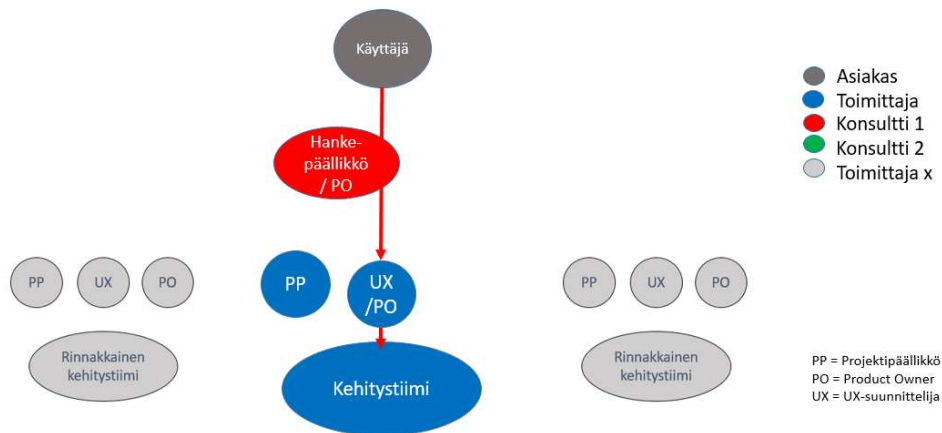 Käyttäjä
Asiakas
Toimittaja
Konsultti 1
Konsultti 2
Toimittaja x
Hanke-
päällikkö
/ PO
PP
UX
PO
PP
UX
/PO
PP
UX
PO
Rinnakkainen
kehitystiimi
Kehitystiimi
Rinnakkainen
kehitystiimi
PP = Projektipäällikkö
PO = Product Owner
UX = UX-suunnittelija